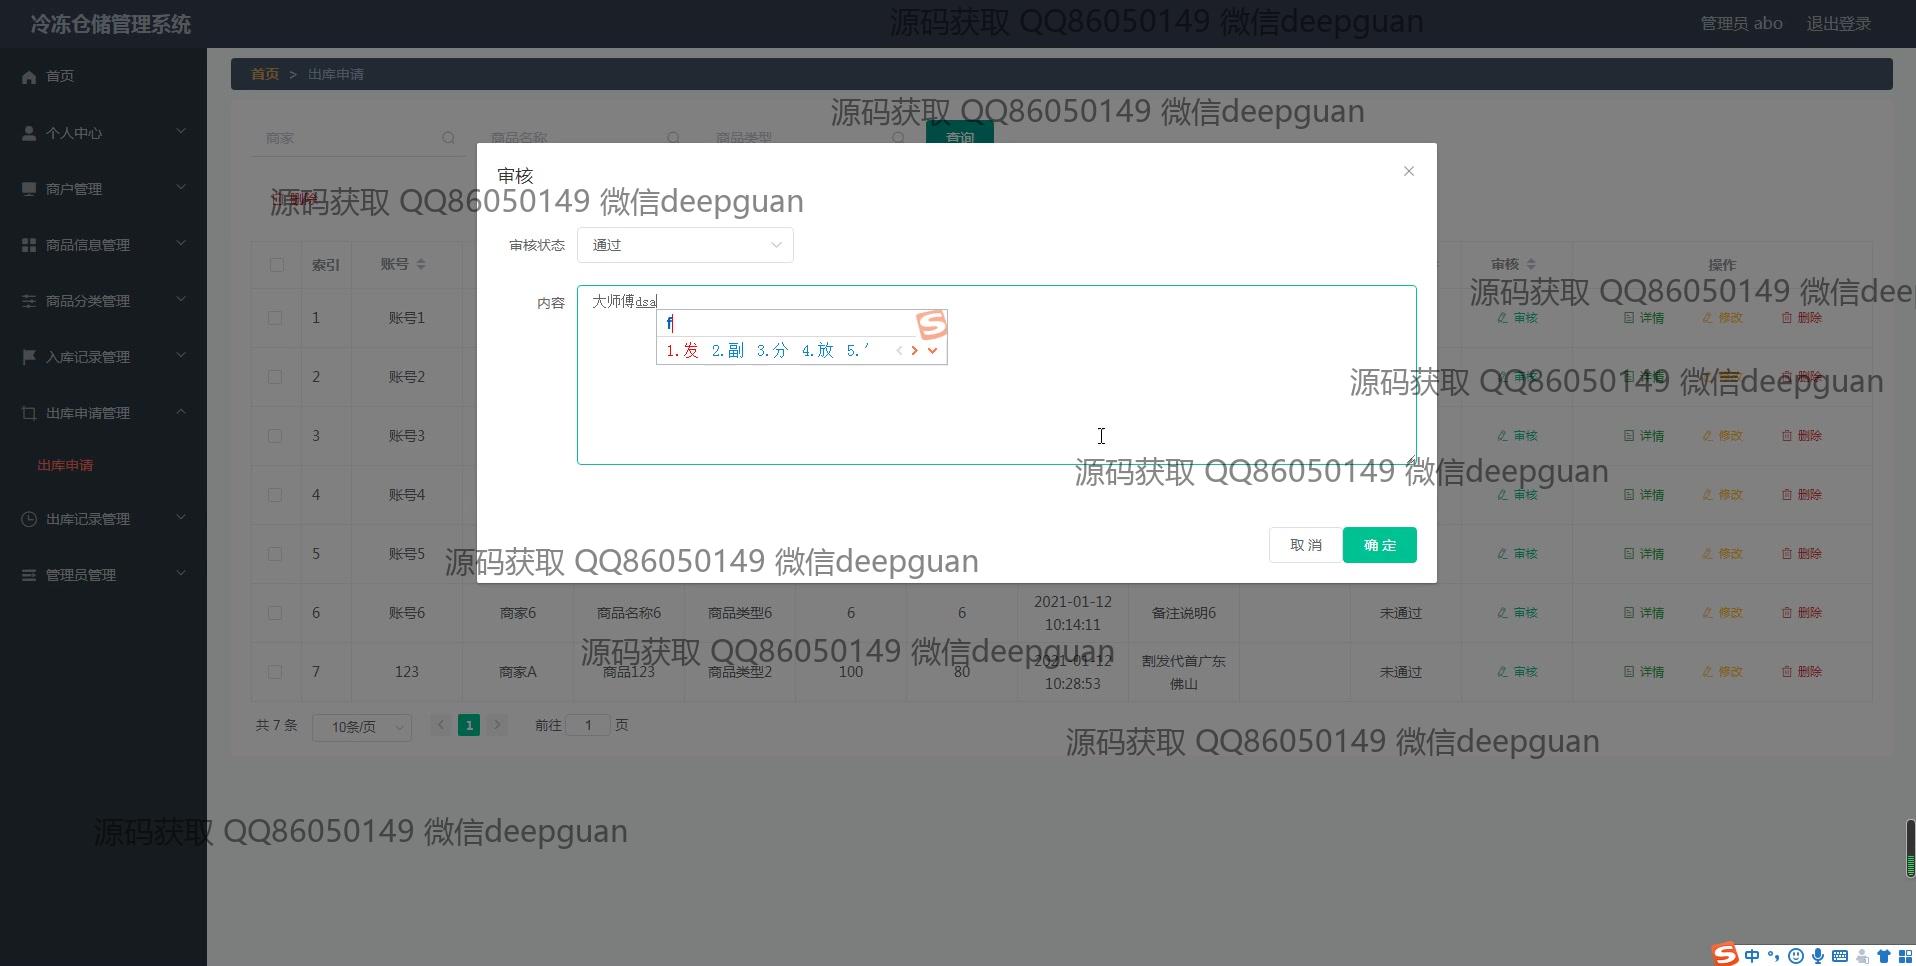 冷冻仓储管理系统
源码获取 QQ86050149 微信deepguan
管理员 abo 退出登录
首页
首页 > 出库申请
源码获取 QQ86050149 微信deepguan
个人中心
商家 商品名称 商品类型 查询
审核
商户管理
删除
源码获取 QQ86050149 微信deepguan
审核状态 通过
商品信息管理
索引 账号 审核 操作
源码获取 QQ86050149 微信deep
商品分类管理
内容 大师傅dsa
f
1.发 2.副 3.分 4.放 5.'
1 账号1 审核 详情 修改 删除
入库记录管理
2 账号2 审核 详情 修改 删除
源码获取 QQ86050149 微信deepguan
出库申请管理
3 账号3 审核 详情 修改 删除
出库申请
源码获取 QQ86050149 微信deepguan
4 账号4 审核 详情 修改 删除
出库记录管理
取 消 确 定
5 账号5 审核 详情 修改 删除
源码获取 QQ86050149 微信deepguan
管理员管理
6 账号6 商家6 商品名称6 商品类型6 6 6 2021-01-12 10:14:11 备注说明6 未通过 审核 详情 修改 删除
源码获取 QQ86050149 微信deepguan
7 123 商家A 商品123 商品类型2 100 80 2021-01-12 10:28:53 割发代首广东佛山 未通过 审核 详情 修改 删除
共 7 条 10条/页 1 前往 1 页
源码获取 QQ86050149 微信deepguan
源码获取 QQ86050149 微信deepguan
中